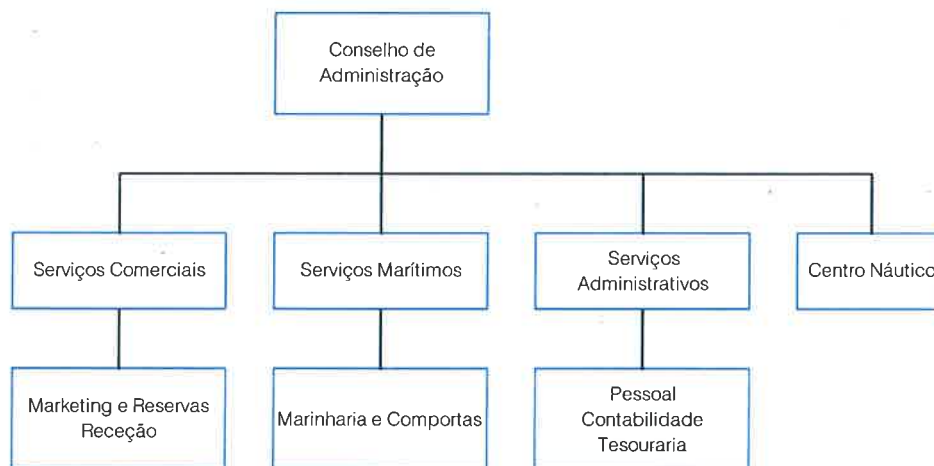 Conselho de
Administração
Serviços Comerciais
Serviços Marítimos
Serviços
Administrativos
Centro Náutico
Marketing e Reservas
Receção
Marinharia e Comportas
Pessoal
Contabilidade
Tesouraria